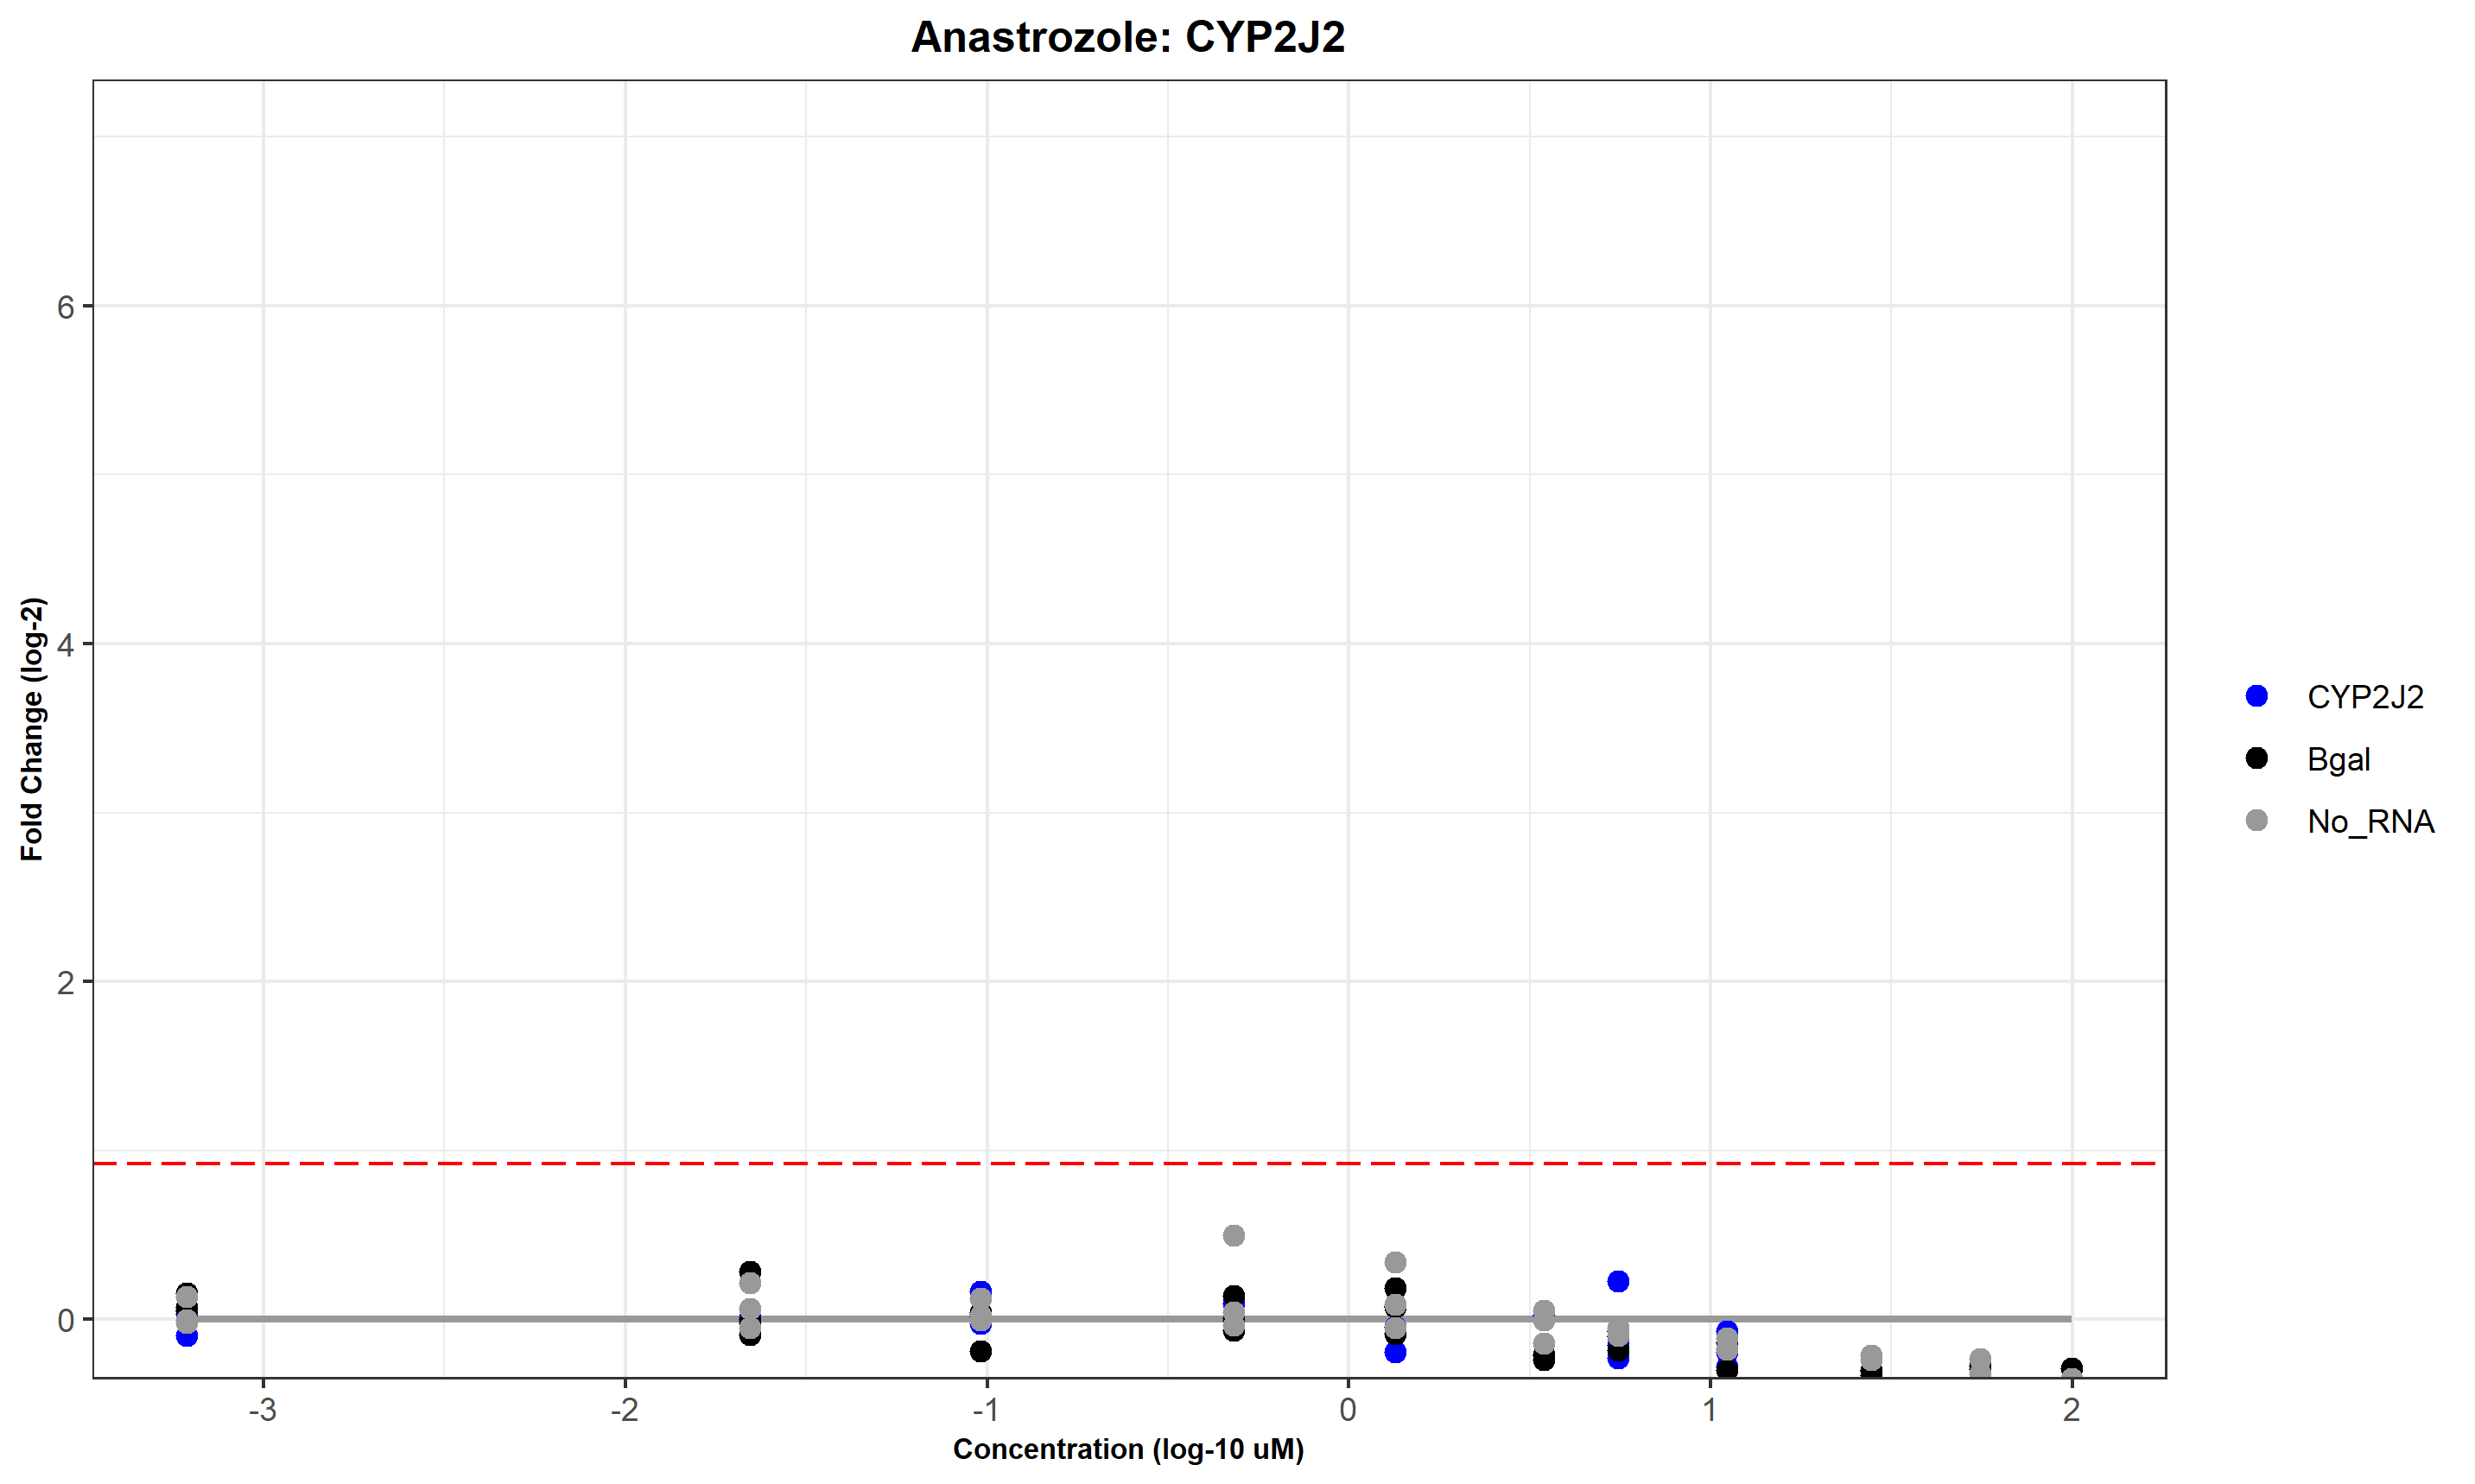 Anastrozole: CYP2J2
Fold Change (log-2)
6
4
2
0
-3
-2
-1
0
1
2
Concentration (log-10 uM)
CYP2J2
Bgal
No_RNA